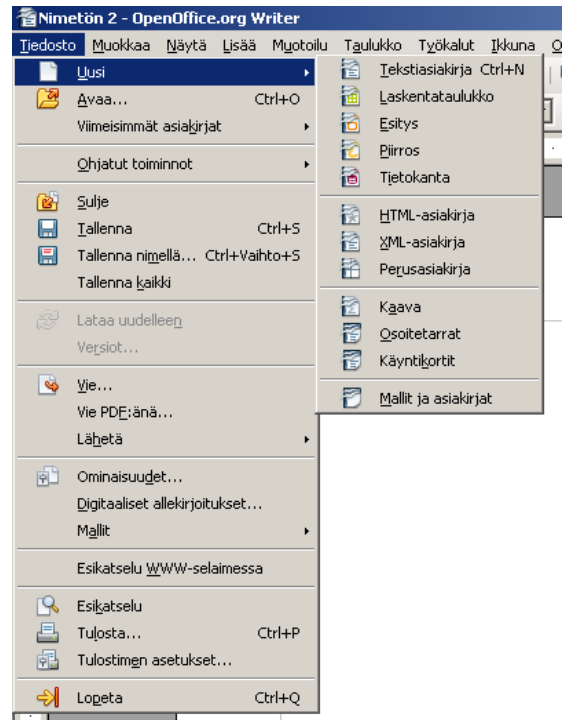 Nimetön 2 - OpenOffice.org Writer
Tiedosto Muokkaa Näytä Lisää Muotoilu Taulukko Työkalut Ikkuna O
Uusi
Avaa... Ctrl+O
Viimeisimmät asiakirjat
Ohjatut toiminnot
Sulje
Tallenna Ctrl+S
Tallenna nimellä... Ctrl+Vaihto+S
Tallenna kaikki
Lataa uudelleen
Versiot...
Vie...
Vie PDF:änä...
Lähetä
Ominaisuudet...
Digitaaliset allekirjoitukset...
Mallit
Esikatselu WWW-selaimessa
Esikatselu
Tulosta... Ctrl+P
Tulostimen asetukset...
Lopeta Ctrl+Q
Tekstiasiakirja Ctrl+N
Laskentataulukko
Esitys
Piirros
Tietokanta
HTML-asiakirja
XML-asiakirja
Perusasiakirja
Kaava
Osoitetarrat
Käyntikortit
Mallit ja asiakirjat